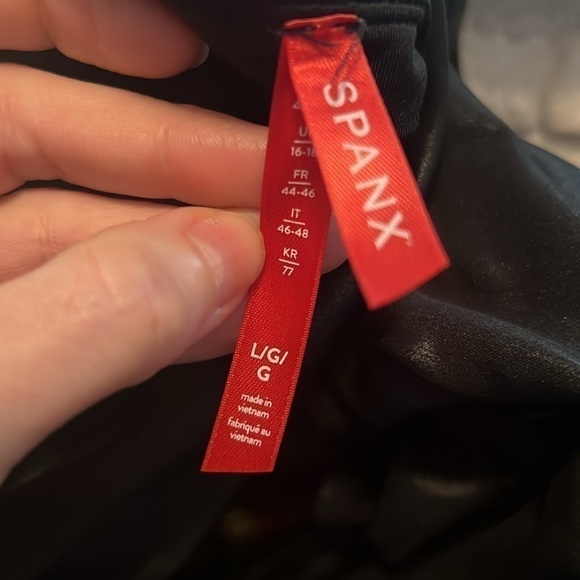 SPANX
16-18
FR
44-46
IT
46-48
KR
77
L/G/
G
made in
vietnam
fabriqué au
vietnam